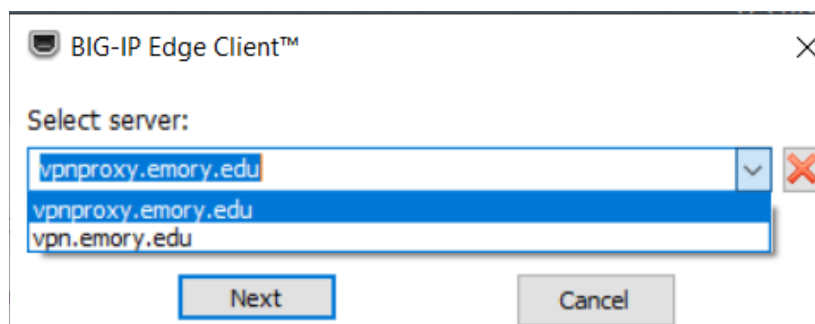 BIG-IP Edge Client™
Select server:
vpnproxy.emory.edu
vpnproxy.emory.edu
vpn.emory.edu
Next Cancel